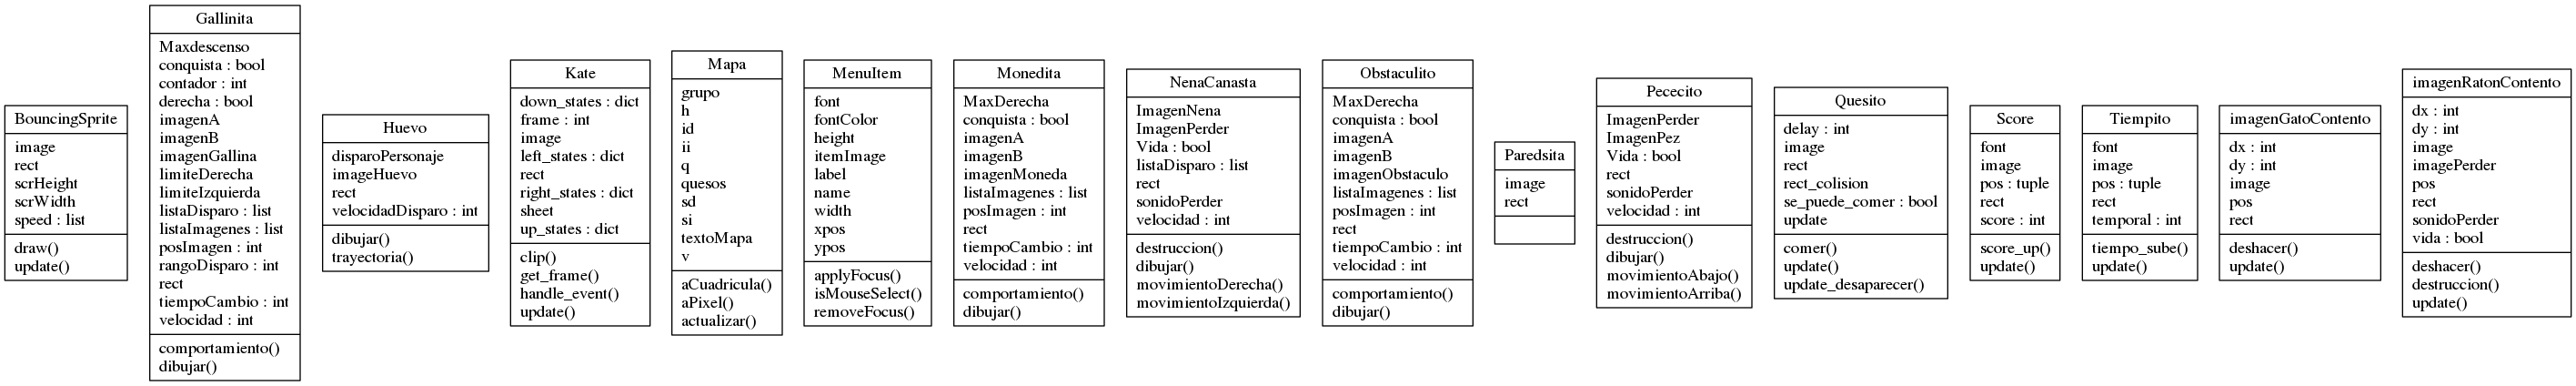 BouncingSprite
image
rect
scrHeight
scrWidth
speed : list
draw()
update()
Gallinita
Maxdescenso
conquista : bool
contador : int
derecha : bool
imagenA
imagenB
imagenGallina
limiteDerecha
limiteIzquierda
listaDisparo : list
listaImagenes : list
posImagen : int
rangoDisparo : int
rect
tiempoCambio : int
velocidad : int
comportamiento()
dibujar()
Huevo
disparoPersonaje
imageHuevo
rect
velocidadDisparo : int
dibujar()
trayectoria()
Kate
down_states : dict
frame : int
image
left_states : dict
rect
right_states : dict
sheet
up_states : dict
clip()
get_frame()
handle_event()
update()
Mapa
grupo
h
id
ii
q
quesos
sd
si
textoMapa
v
aCuadricula()
aPixel()
actualizar()
MenuItem
font
fontColor
height
itemImage
label
name
width
xpos
ypos
applyFocus()
isMouseSelect()
removeFocus()
Monedita
MaxDerecha
conquista : bool
imagenA
imagenB
imagenMoneda
listaImagenes : list
posImagen : int
rect
tiempoCambio : int
velocidad : int
comportamiento()
dibujar()
NenaCanasta
ImagenNena
ImagenPerder
Vida : bool
listaDisparo : list
rect
sonidoPerder
velocidad : int
destruccion()
dibujar()
movimientoDerecha()
movimientoIzquierda()
Obstaculito
MaxDerecha
conquista : bool
imagenA
imagenB
imagenObstaculo
listaImagenes : list
posImagen : int
rect
tiempoCambio : int
velocidad : int
comportamiento()
dibujar()
Paredsita
image
rect
Pececito
ImagenPerder
ImagenPez
Vida : bool
rect
sonidoPerder
velocidad : int
destruccion()
dibujar()
movimientoAbajo()
movimientoArriba()
Quesito
delay : int
image
rect
rect_colision
se_puede_comer : bool
update
comer()
update()
update_desaparecer()
Score
font
image
pos : tuple
rect
score : int
score_up()
update()
Tiempito
font
image
pos : tuple
rect
temporal : int
tiempo_sube()
update()
imagenGatoContento
dx : int
dy : int
image
pos
rect
deshacer()
update()
imagenRatonContento
dx : int
dy : int
image
imagePerder
pos
rect
sonidoPerder
vida : bool
deshacer()
destruccion()
update()